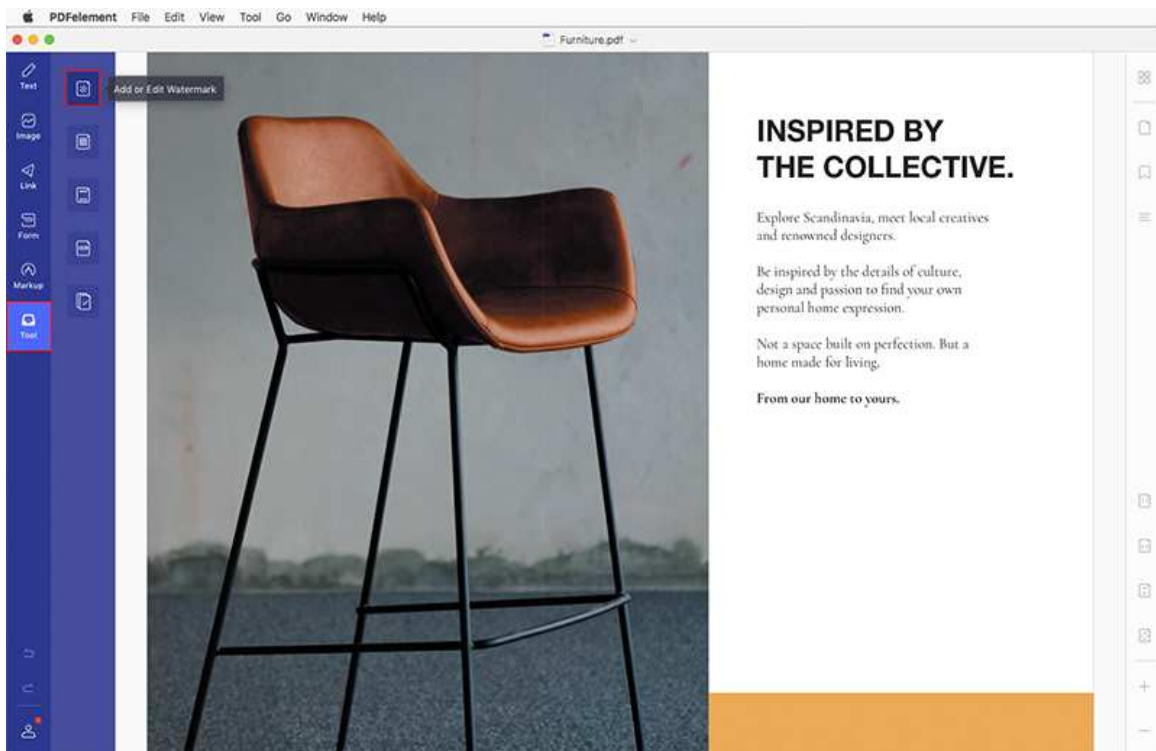 PDFelement File Edit View Tool Go Window Help
Furniture.pdf
Text
Add or Edit Watermark
Image
Link
Form
Markup
Tool
INSPIRED BY
THE COLLECTIVE.
Explore Scandinavia, meet local creatives
and renowned designers.
Be inspired by the details of culture,
design and passion to find your own
personal home expression.
Not a space built on perfection. But a
home made for living.
From our home to yours.